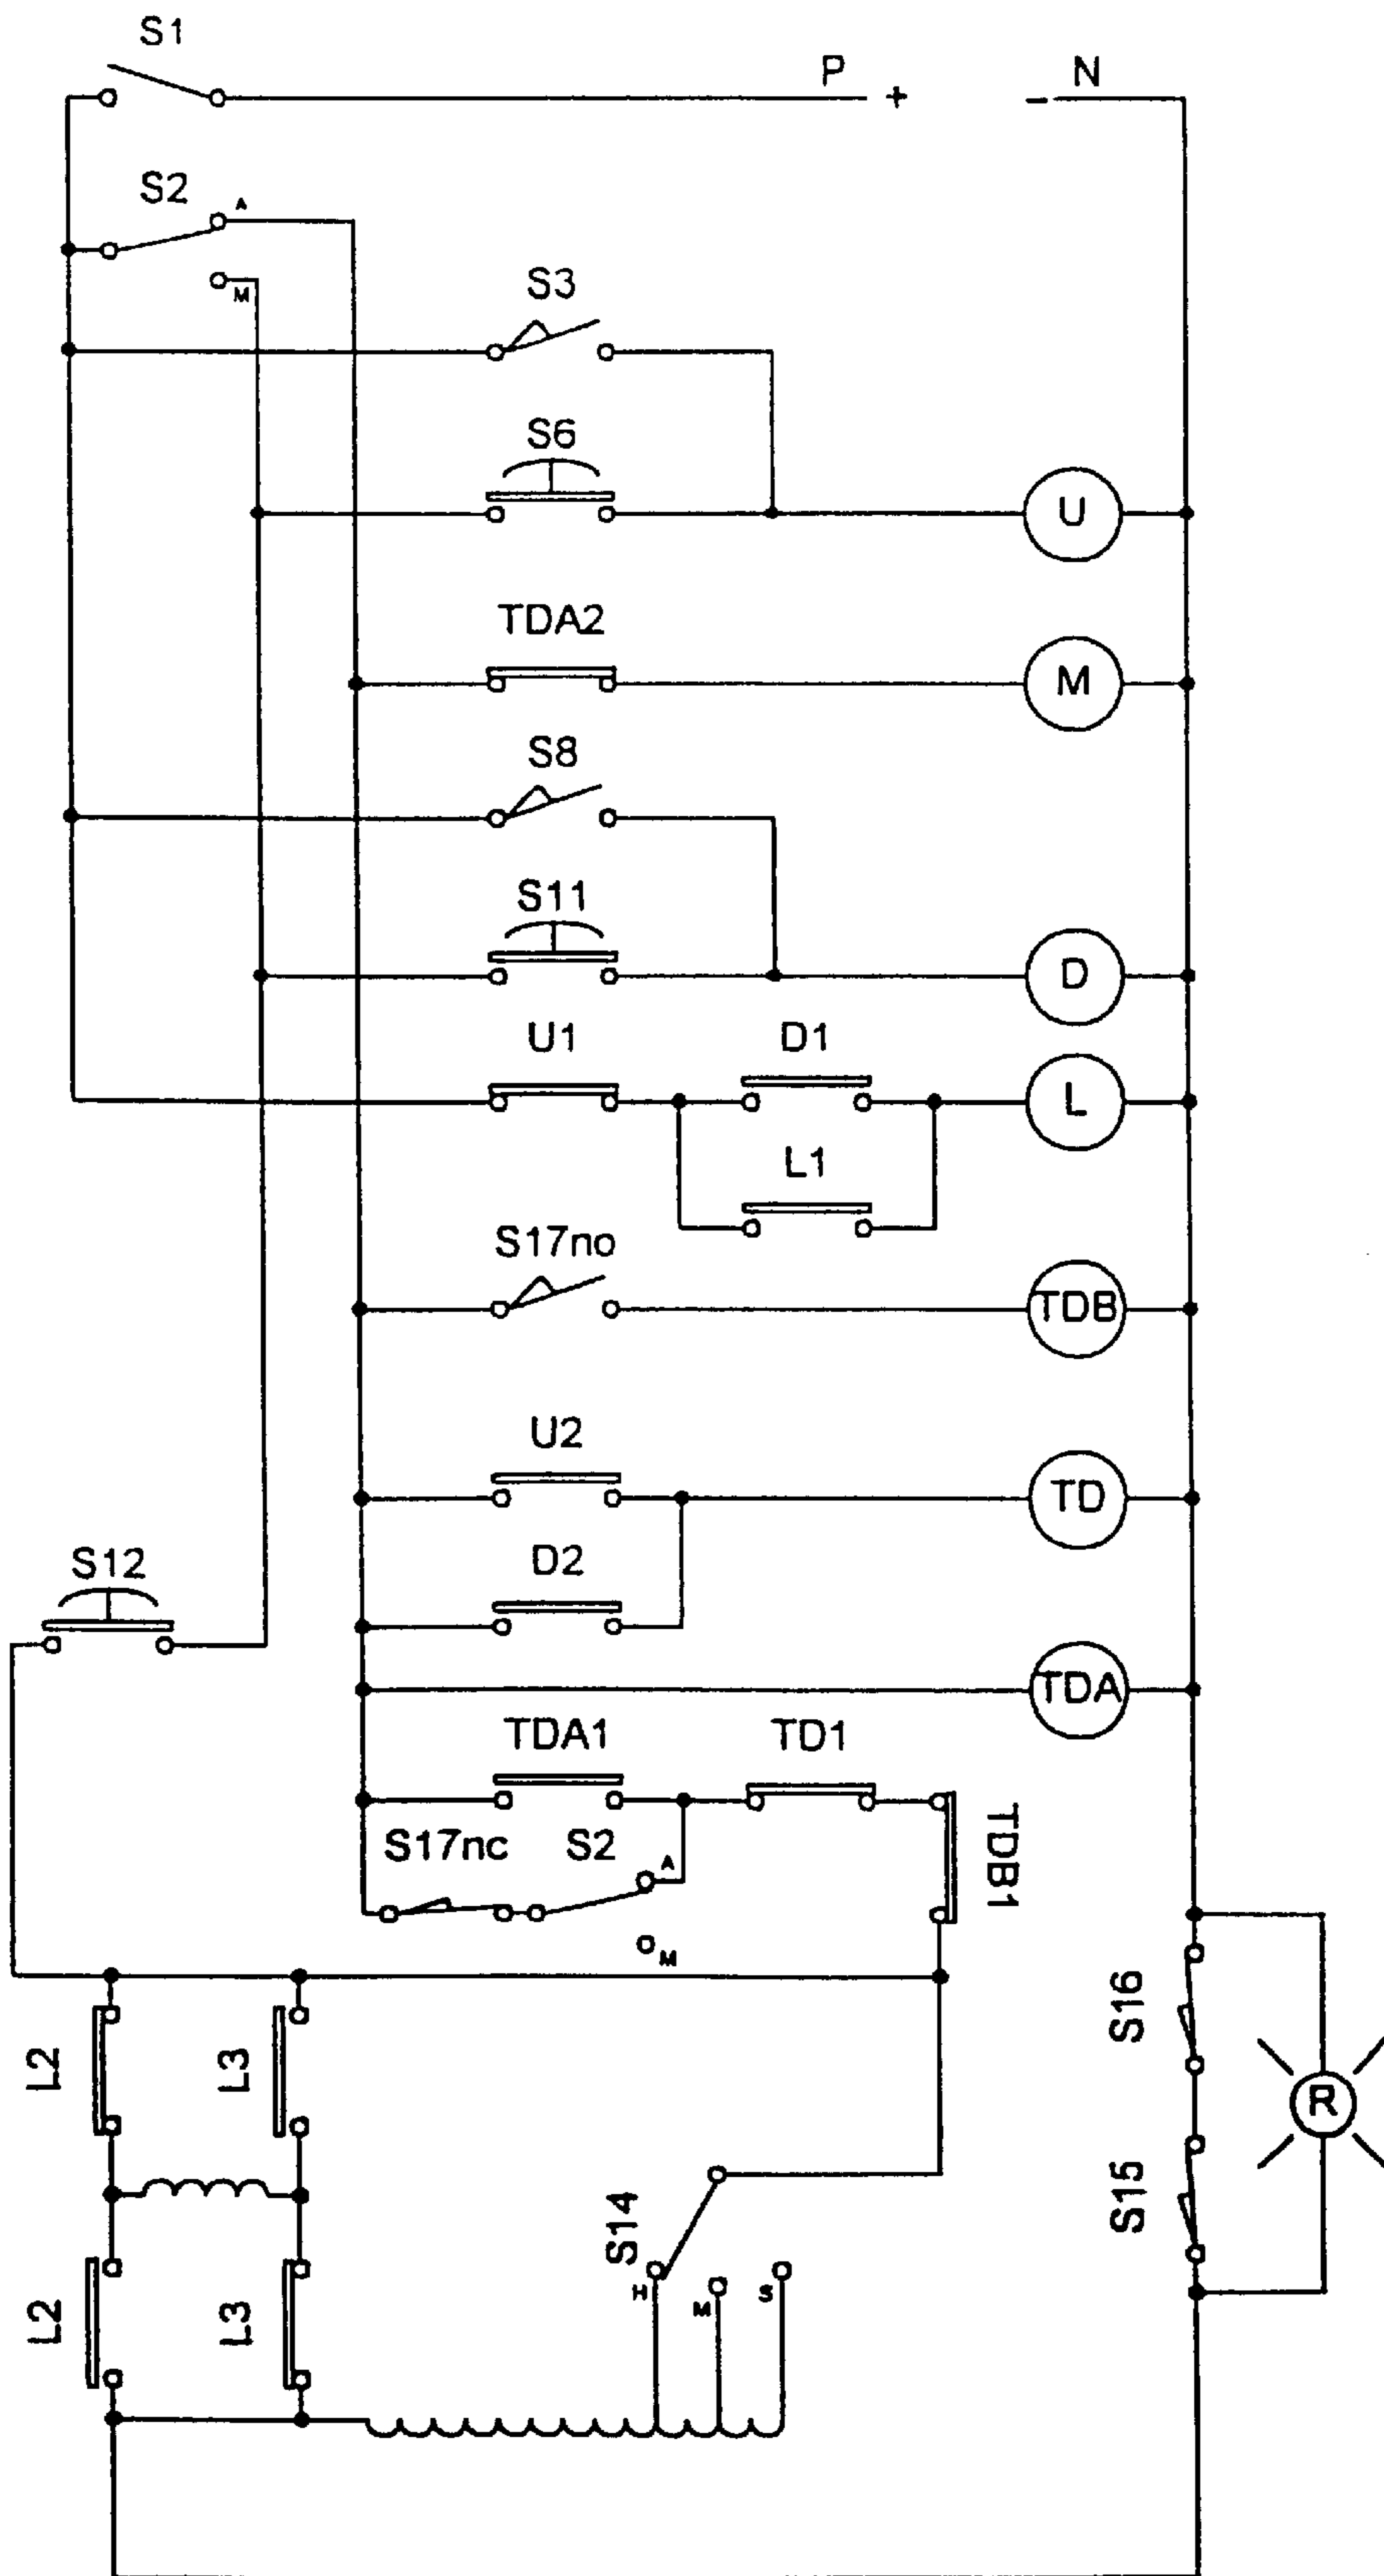 S1
P + - N
S2
A
M
S3
S6
U
TDA2
M
S8
S11
D
U1
D1
L
L1
S17no
TDB
U2
TD
D2
S12
TDA
TDA1
TD1
TDB1
S17nc
S2
A
M
L2
L3
S16
R
S15
S14
H
M
S
L2
L3